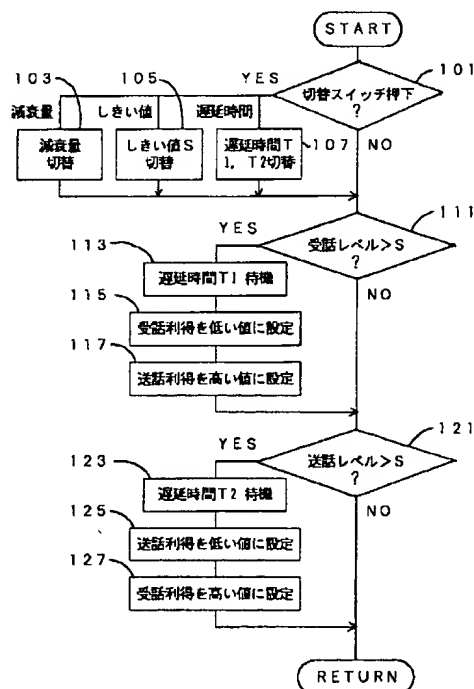 START
101
切替スイッチ押下
?
YES
NO
103
105
減衰量
しきい値
遅延時間
減衰量
切替
しきい値S
切替
遅延時間T
1, T2切替
107
111
受話レベル>S
?
YES
NO
113
遅延時間T1 待機
115
受話利得を低い値に設定
117
送話利得を高い値に設定
121
送話レベル>S
?
YES
NO
123
遅延時間T2 待機
125
送話利得を低い値に設定
127
受話利得を高い値に設定
RETURN